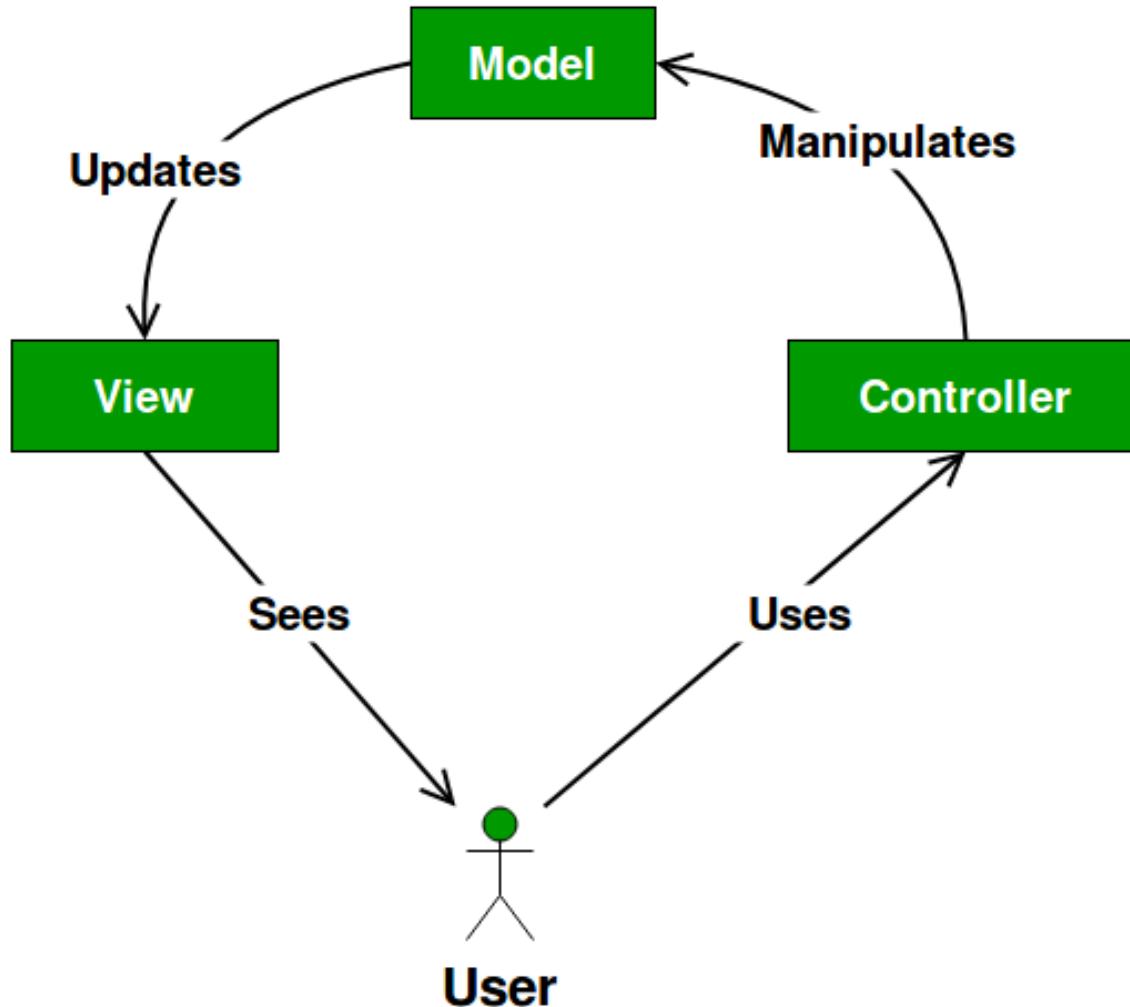 Model
Manipulates
Updates
View
Controller
Sees
Uses
User